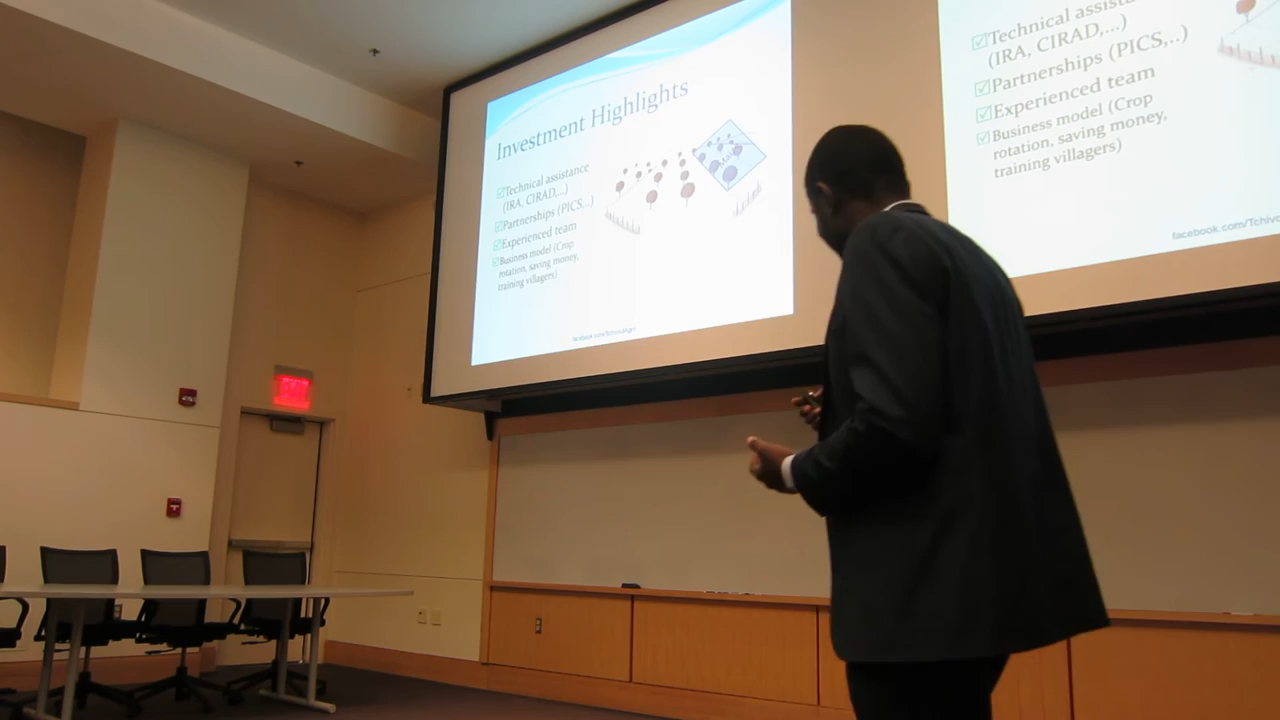 Investment Highlights
Technical assistance
(IRA, CIRAD,...)
Partnerships (PICS,..)
Experienced team
Business model (Crop
rotation, saving money,
training villagers)
Technical assista
(IRA, CIRAD,...)
Partnerships (PICS,..)
Experienced team
Business model (Crop
rotation, saving money,
training villagers)
facebook.com/Tchivo